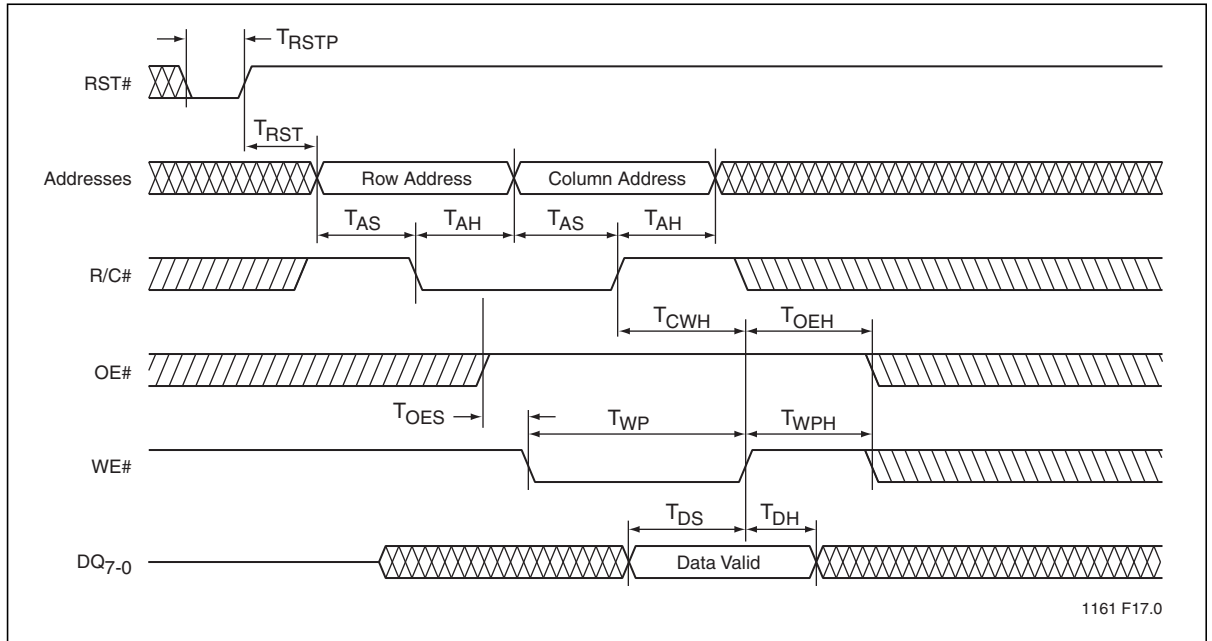 TRSTP
RST#
TRST
Addresses
Row Address
Column Address
TAS
TAH
TAS
TAH
R/C#
TCWH
TOEH
OE#
TOES
TWP
TWPH
WE#
TDS
TDH
DQ7-0
Data Valid
1161 F17.0